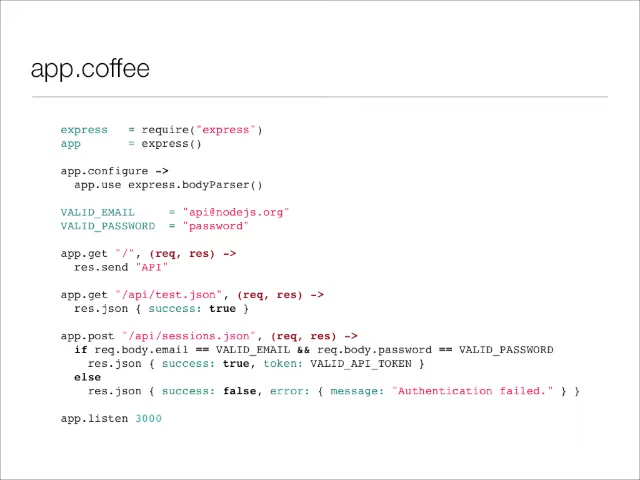 app.coffee
express   = require("express")
app       = express()
app.configure ->
  app.use express.bodyParser()
VALID_EMAIL     = "api@nodejs.org"
VALID_PASSWORD  = "password"
app.get "/", (req, res) ->
  res.send "API"
app.get "/api/test.json", (req, res) ->
  res.json { success: true }
app.post "/api/sessions.json", (req, res) ->
  if req.body.email == VALID_EMAIL && req.body.password == VALID_PASSWORD
    res.json { success: true, token: VALID_API_TOKEN }
  else
    res.json { success: false, error: { message: "Authentication failed." } }
app.listen 3000